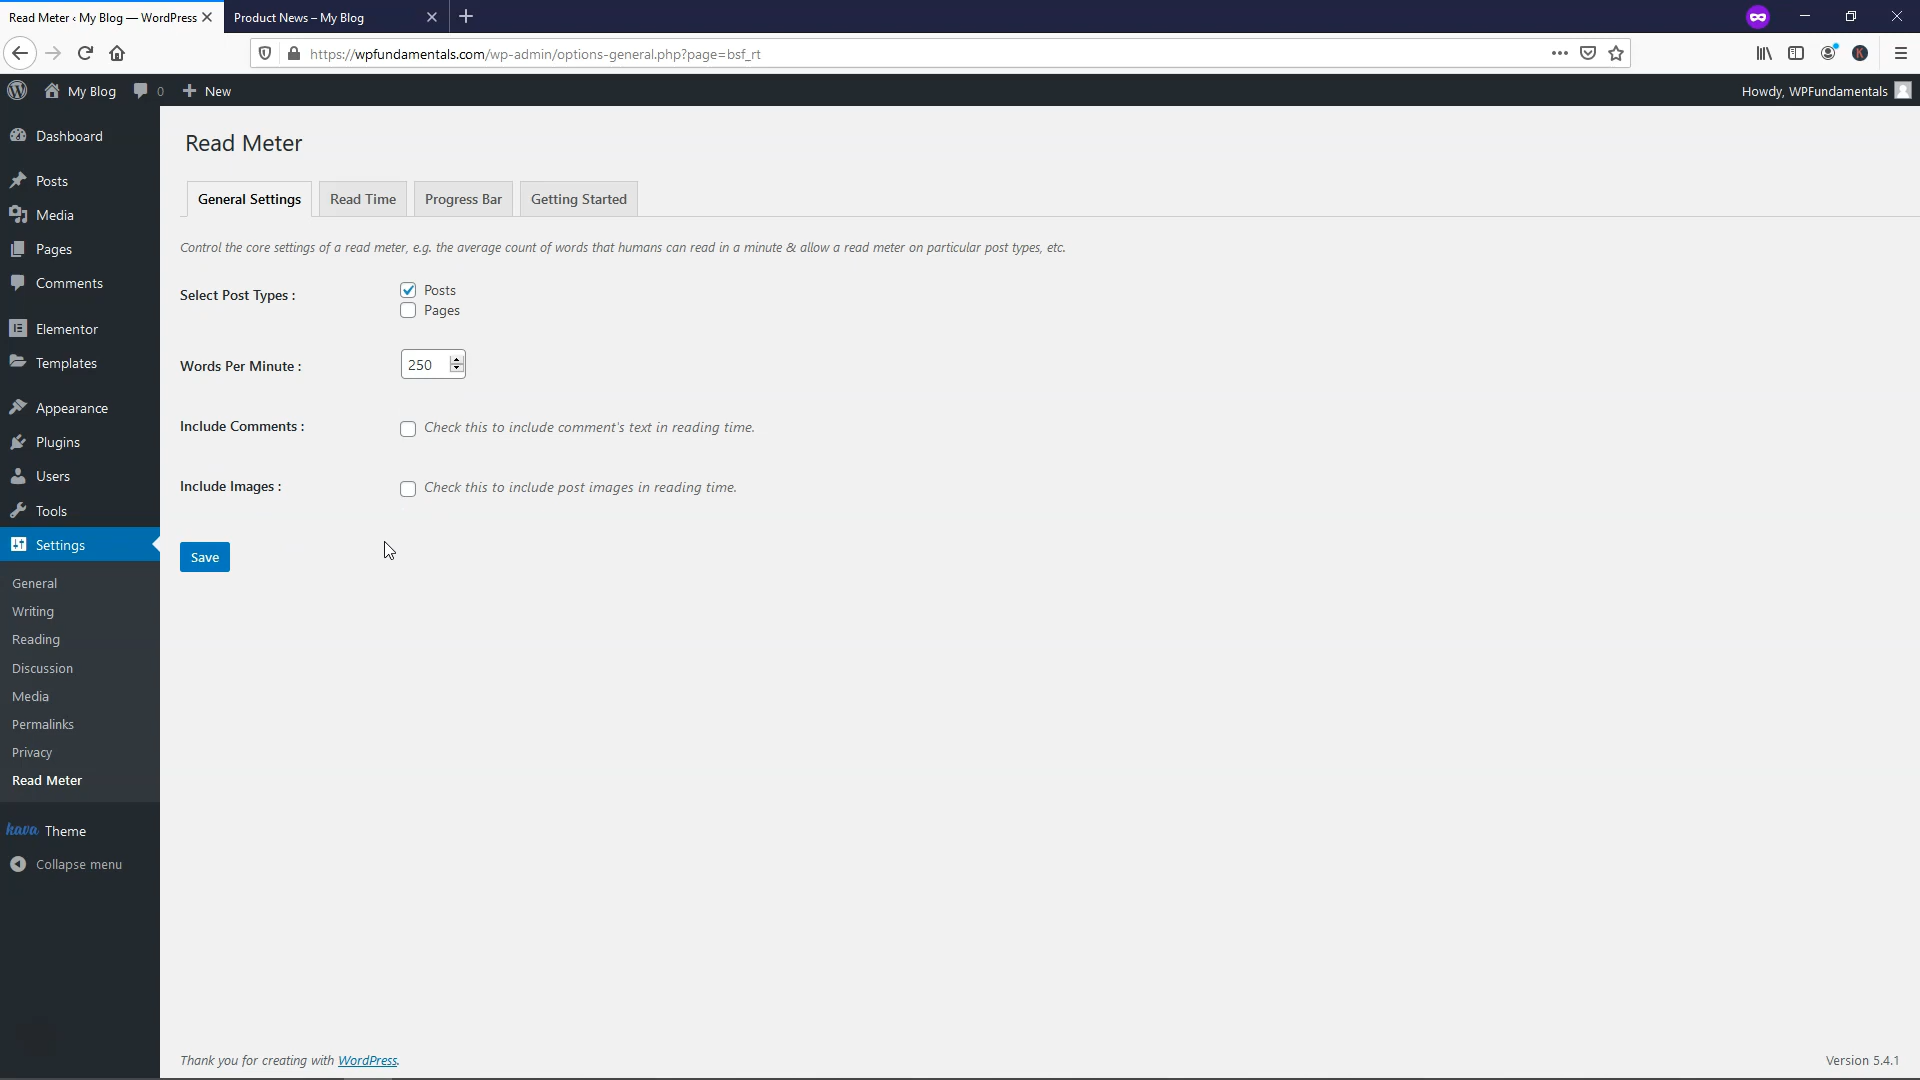 Read Meter ‹ My Blog — WordPress
Product News – My Blog
https://wpfundamentals.com/wp-admin/options-general.php?page=bsf_rt
K
My Blog
0
New
Howdy, WPFundamentals
Dashboard
Posts
Media
Pages
Comments
Elementor
Templates
Appearance
Plugins
Users
Tools
Settings
General
Writing
Reading
Discussion
Media
Permalinks
Privacy
Read Meter
hava Theme
Collapse menu
Read Meter
General Settings
Read Time
Progress Bar
Getting Started
Control the core settings of a read meter, e.g. the average count of words that humans can read in a minute & allow a read meter on particular post types, etc.
Select Post Types :
Posts
Pages
Words Per Minute :
250
Include Comments :
Check this to include comment's text in reading time.
Include Images :
Check this to include post images in reading time.
Save
Thank you for creating with WordPress.
Version 5.4.1